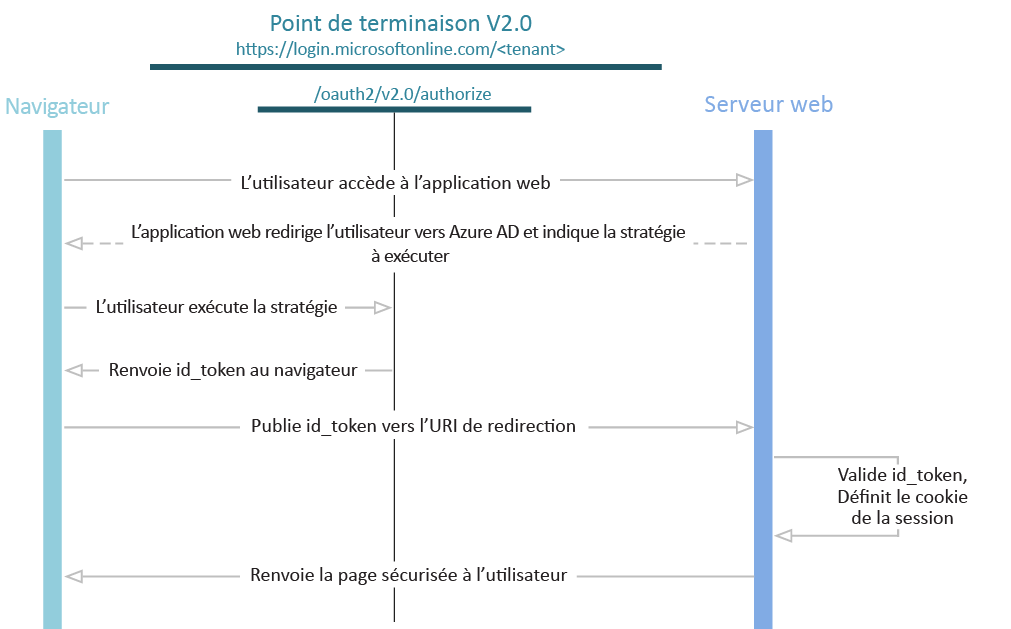 Point de terminaison V2.0
https://login.microsoftonline.com/<tenant>
/oauth2/v2.0/authorize
Navigateur
Serveur web
L’utilisateur accède à l’application web
L’application web redirige l’utilisateur vers Azure AD et indique la stratégie
à exécuter
L’utilisateur exécute la stratégie
Renvoie id_token au navigateur
Publie id_token vers l’URI de redirection
Valide id_token,
Définit le cookie
de la session
Renvoie la page sécurisée à l’utilisateur